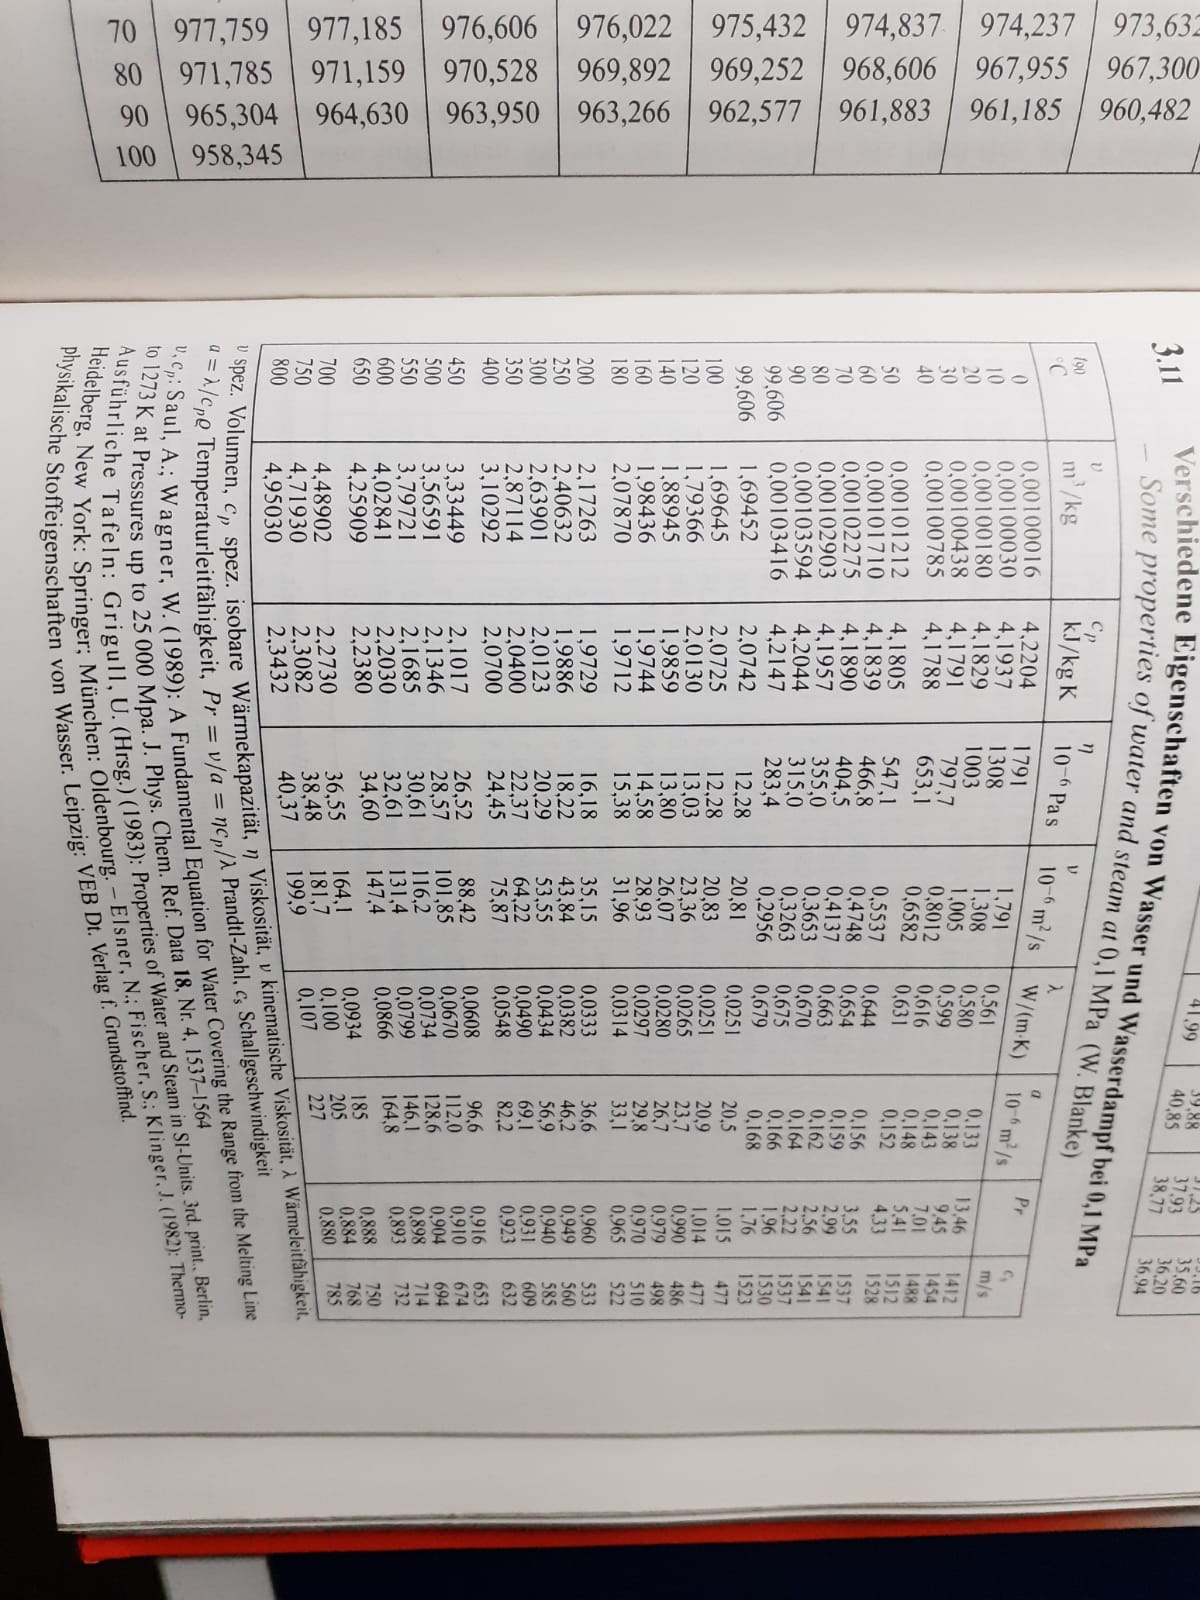 70 977,759 977,185 976,606 976,022 975,432 974,837 974,237 973,632
80 971,785 971,159 970,528 969,892 969,252 968,606 967,955 967,300
90 965,304 964,630 963,950 963,266 962,577 961,883 961,185 960,482
100 958,345
39,88
37,93 35,60
41,99 40,85 38,77 36,20
36,94
3.11 Verschiedene Eigenschaften von Wasser und Wasserdampf bei 0,1 MPa
– Some properties of water and steam at 0,1 MPa (W. Blanke)
t90 v cp η ν λ a Pr cs
°C m³/kg kJ/kg K 10⁻⁶ Pa s 10⁻⁶ m²/s W/(m·K) 10⁻⁶ m²/s m/s
0 0,00100016 4,2204 1791 1,791 0,561 0,133 13,46 1412
10 0,00100030 4,1937 1308 1,308 0,580 0,138 9,45 1454
20 0,00100180 4,1829 1003 1,005 0,599 0,143 7,01 1488
30 0,00100438 4,1791 797,7 0,8012 0,616 0,148 5,41 1512
40 0,00100785 4,1788 653,1 0,6582 0,631 0,152 4,33 1528
50 0,00101212 4,1805 547,1 0,5537 0,644 0,156 3,55 1537
60 0,00101710 4,1839 466,8 0,4748 0,654 0,159 2,99 1541
70 0,00102275 4,1890 404,5 0,4137 0,663 0,162 2,56 1541
80 0,00102903 4,1957 355,0 0,3653 0,670 0,164 2,22 1537
90 0,00103594 4,2044 315,0 0,3263 0,675 0,166 1,96 1530
99,606 0,00103416 4,2147 283,4 0,2956 0,679 0,168 1,76 1523
99,606 1,69452 2,0742 12,28 20,81 0,0251 20,5 1,015 477
100 1,69645 2,0725 12,28 20,83 0,0251 20,9 1,014 477
120 1,79366 2,0130 13,03 23,36 0,0265 23,7 0,990 486
140 1,88945 1,9859 13,80 26,07 0,0280 26,7 0,979 498
160 1,98436 1,9744 14,58 28,93 0,0297 29,8 0,970 510
180 2,07870 1,9712 15,38 31,96 0,0314 33,1 0,965 522
200 2,17263 1,9729 16,18 35,15 0,0333 36,6 0,960 533
250 2,40632 1,9886 18,22 43,84 0,0382 46,2 0,949 560
300 2,63901 2,0123 20,29 53,55 0,0434 56,9 0,940 585
350 2,87114 2,0400 22,37 64,22 0,0490 69,1 0,931 609
400 3,10292 2,0700 24,45 75,87 0,0548 82,2 0,923 632
450 3,33449 2,1017 26,52 88,42 0,0608 96,6 0,916 653
500 3,56591 2,1346 28,57 101,85 0,0670 112,0 0,910 674
550 3,79721 2,1685 30,61 116,2 0,0734 128,6 0,904 694
600 4,02841 2,2030 32,61 131,4 0,0799 146,1 0,898 714
650 4,25909 2,2380 34,60 147,4 0,0866 164,8 0,893 732
700 4,48902 2,2730 36,55 164,1 0,0934 185 0,888 750
750 4,71930 2,3082 38,48 181,7 0,100 205 0,884 768
800 4,95030 2,3432 40,37 199,9 0,107 227 0,880 785
v spez. Volumen, cp spez. isobare Wärmekapazität, η Viskosität, ν kinematische Viskosität, λ Wärmeleitfähigkeit,
a = λ/cpϱ Temperaturleitfähigkeit, Pr = ν/a = ηcp/λ Prandtl-Zahl, cs Schallgeschwindigkeit
v, cp: Saul, A.; Wagner, W. (1989): A Fundamental Equation for Water Covering the Range from the Melting Line
to 1273 K at Pressures up to 25 000 Mpa. J. Phys. Chem. Ref. Data 18, Nr. 4, 1537–1564
Ausführliche Tafeln: Grigull, U. (Hrsg.) (1983): Properties of Water and Steam in SI-Units. 3rd. print.. Berlin,
Heidelberg, New York: Springer; München: Oldenbourg. – Elsner, N.; Fischer, S.; Klinger, J. (1982): Thermo-
physikalische Stoffeigenschaften von Wasser. Leipzig: VEB Dt. Verlag f. Grundstoffind.